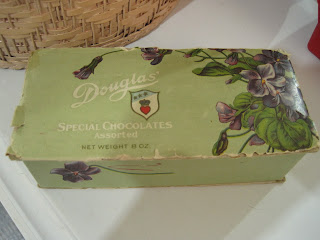 Douglas'
SPECIAL CHOCOLATES
Assorted
NET WEIGHT 8 OZ.